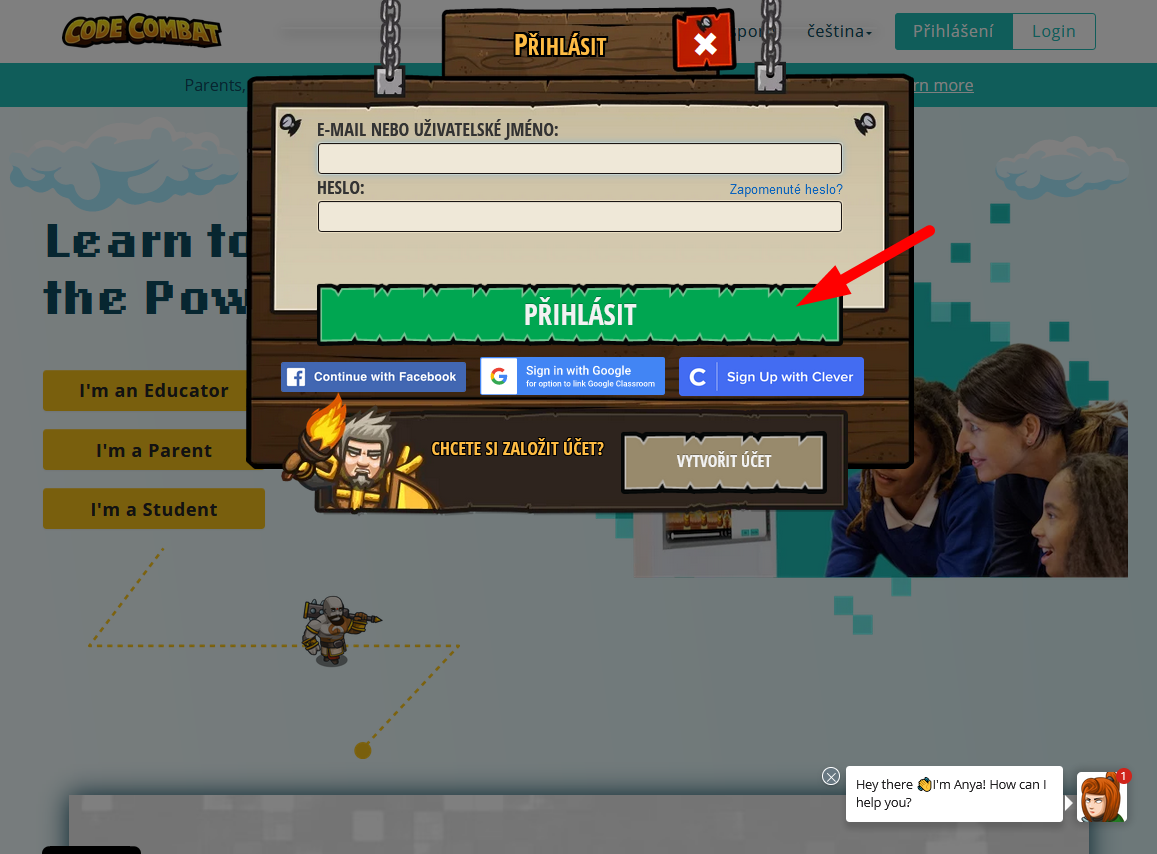 CODE COMBAT
čeština
Přihlášení
Login
Parents,
rn more
Přihlásit
E-MAIL NEBO UŽIVATELSKÉ JMÉNO:
HESLO:
Zapomenuté heslo?
PŘIHLÁSIT
Continue with Facebook
Sign in with Google
for option to link Google Classroom
Sign Up with Clever
CHCETE SI ZALOŽIT ÚČET?
VYTVOŘIT ÚČET
Learn to
the Pow
I'm an Educator
I'm a Parent
I'm a Student
Hey there 👋I'm Anya! How can I
help you?
1